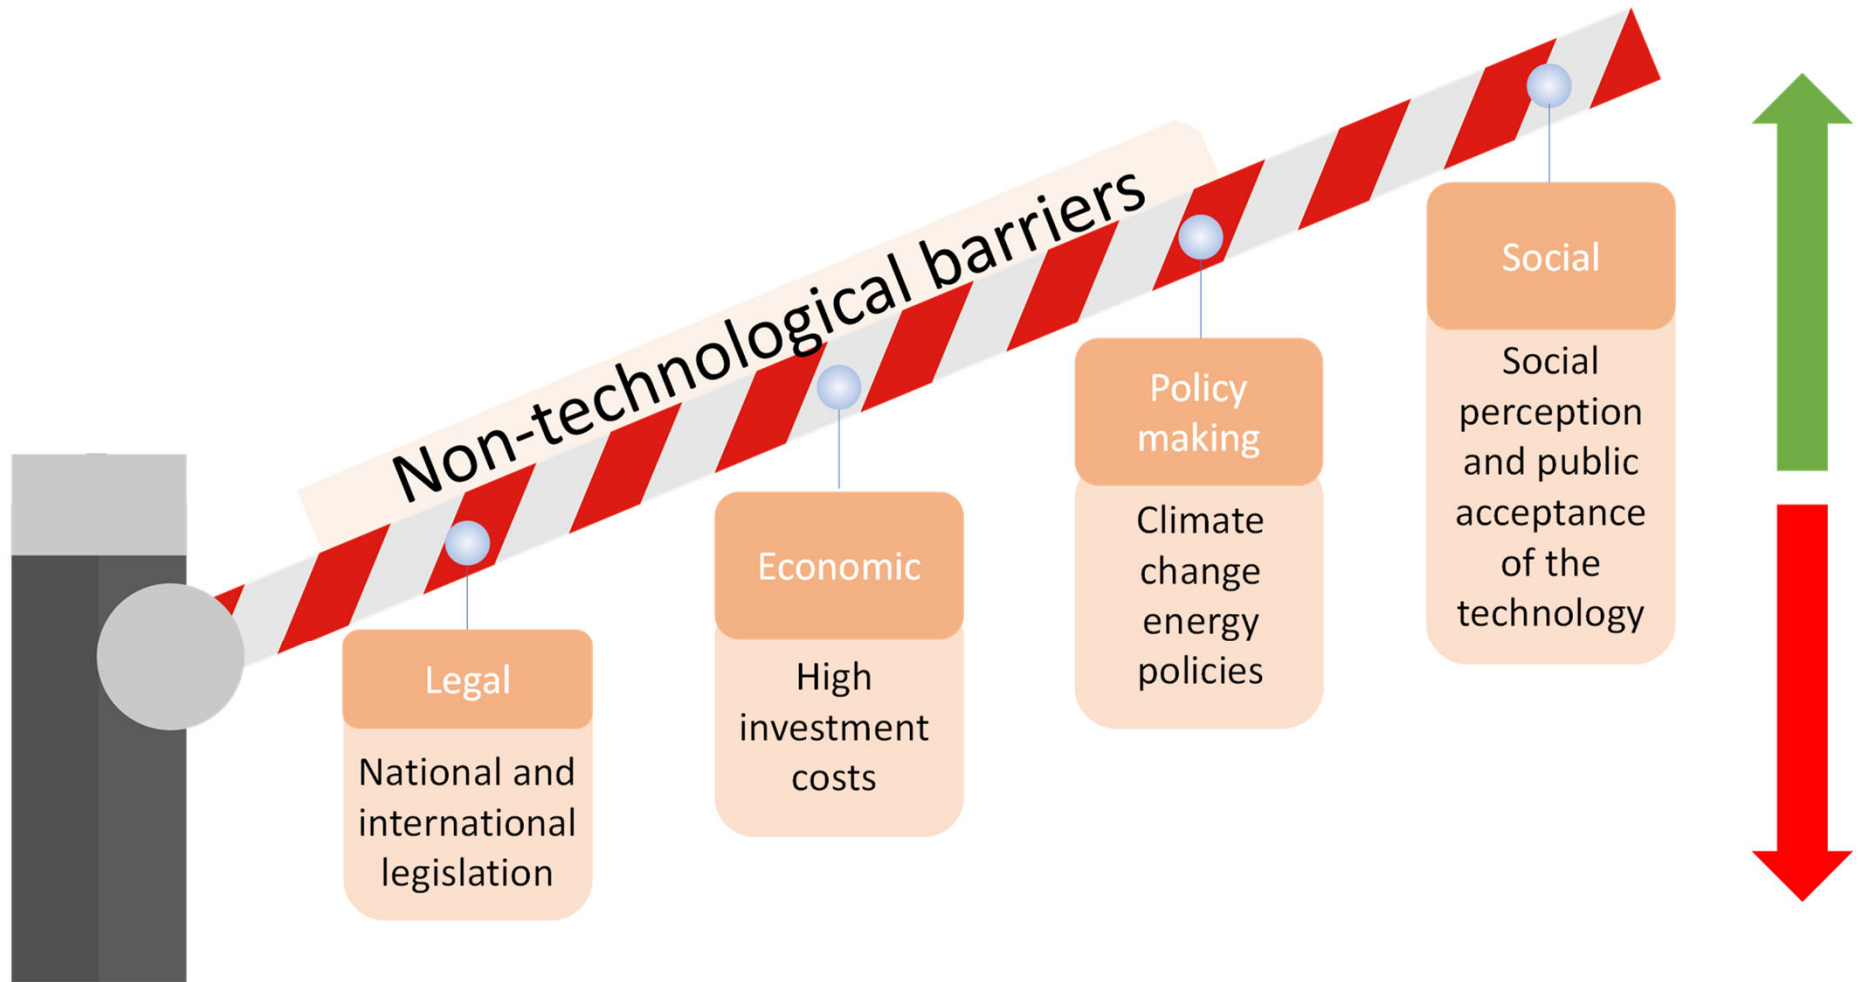 Non-technological barriers
Legal
National and
international
legislation
Economic
High
investment
costs
Policy
making
Climate
change
energy
policies
Social
Social
perception
and public
acceptance
of the
technology